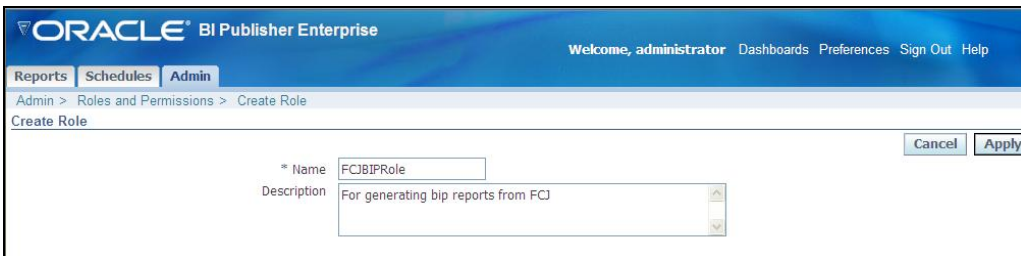 ORACLE BI Publisher Enterprise
Welcome, administrator Dashboards Preferences Sign Out Help
Reports Schedules Admin
Admin > Roles and Permissions > Create Role
Create Role
Cancel Apply
* Name FCJBIPRole
Description For generating bip reports from FCJ